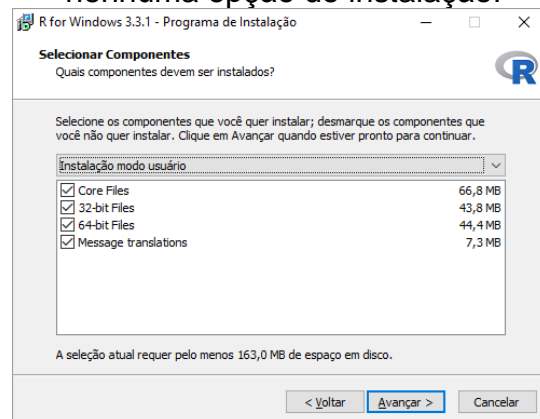 nenhuma opção de instalação.
R for Windows 3.3.1 - Programa de Instalação
Selecionar Componentes
Quais componentes devem ser instalados?
R
Selecione os componentes que você quer instalar; desmarque os componentes que
você não quer instalar. Clique em Avançar quando estiver pronto para continuar.
Instalação modo usuário
Core Files 66,8 MB
32-bit Files 43,8 MB
64-bit Files 44,4 MB
Message translations 7,3 MB
A seleção atual requer pelo menos 163,0 MB de espaço em disco.
< Voltar Avançar > Cancelar